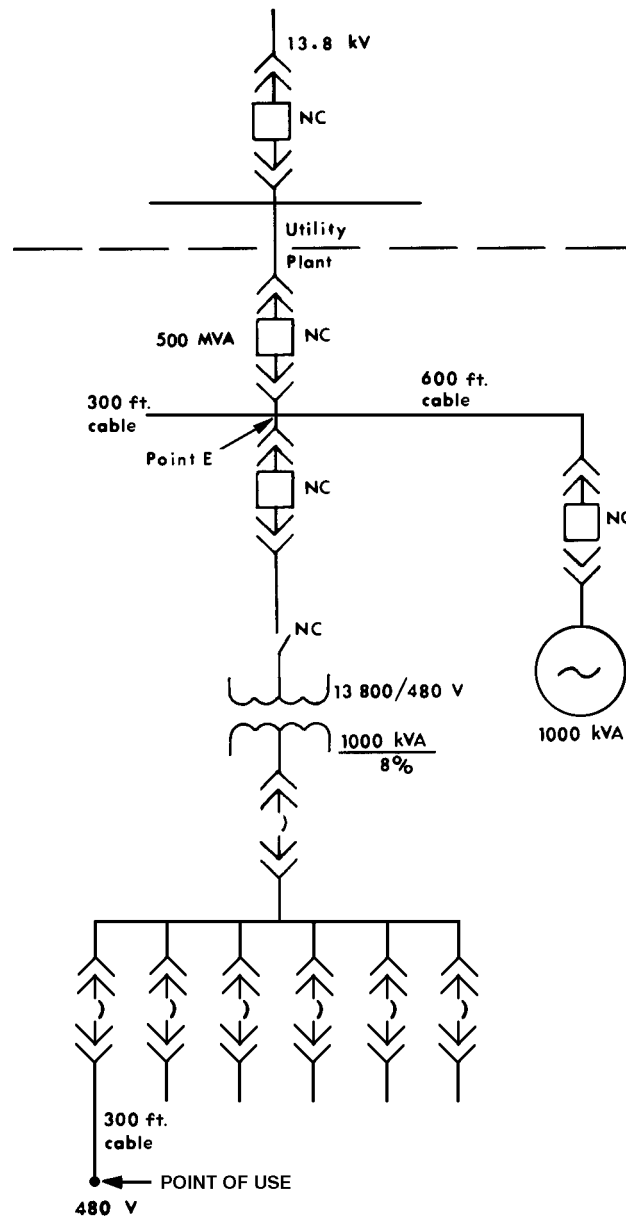 13.8 kV
NC
Utility
Plant
500 MVA
NC
600 ft.
cable
300 ft.
cable
Point E
NC
NC
NC
13 800/480 V
1000 kVA
8%
1000 kVA
300 ft.
cable
POINT OF USE
480 V